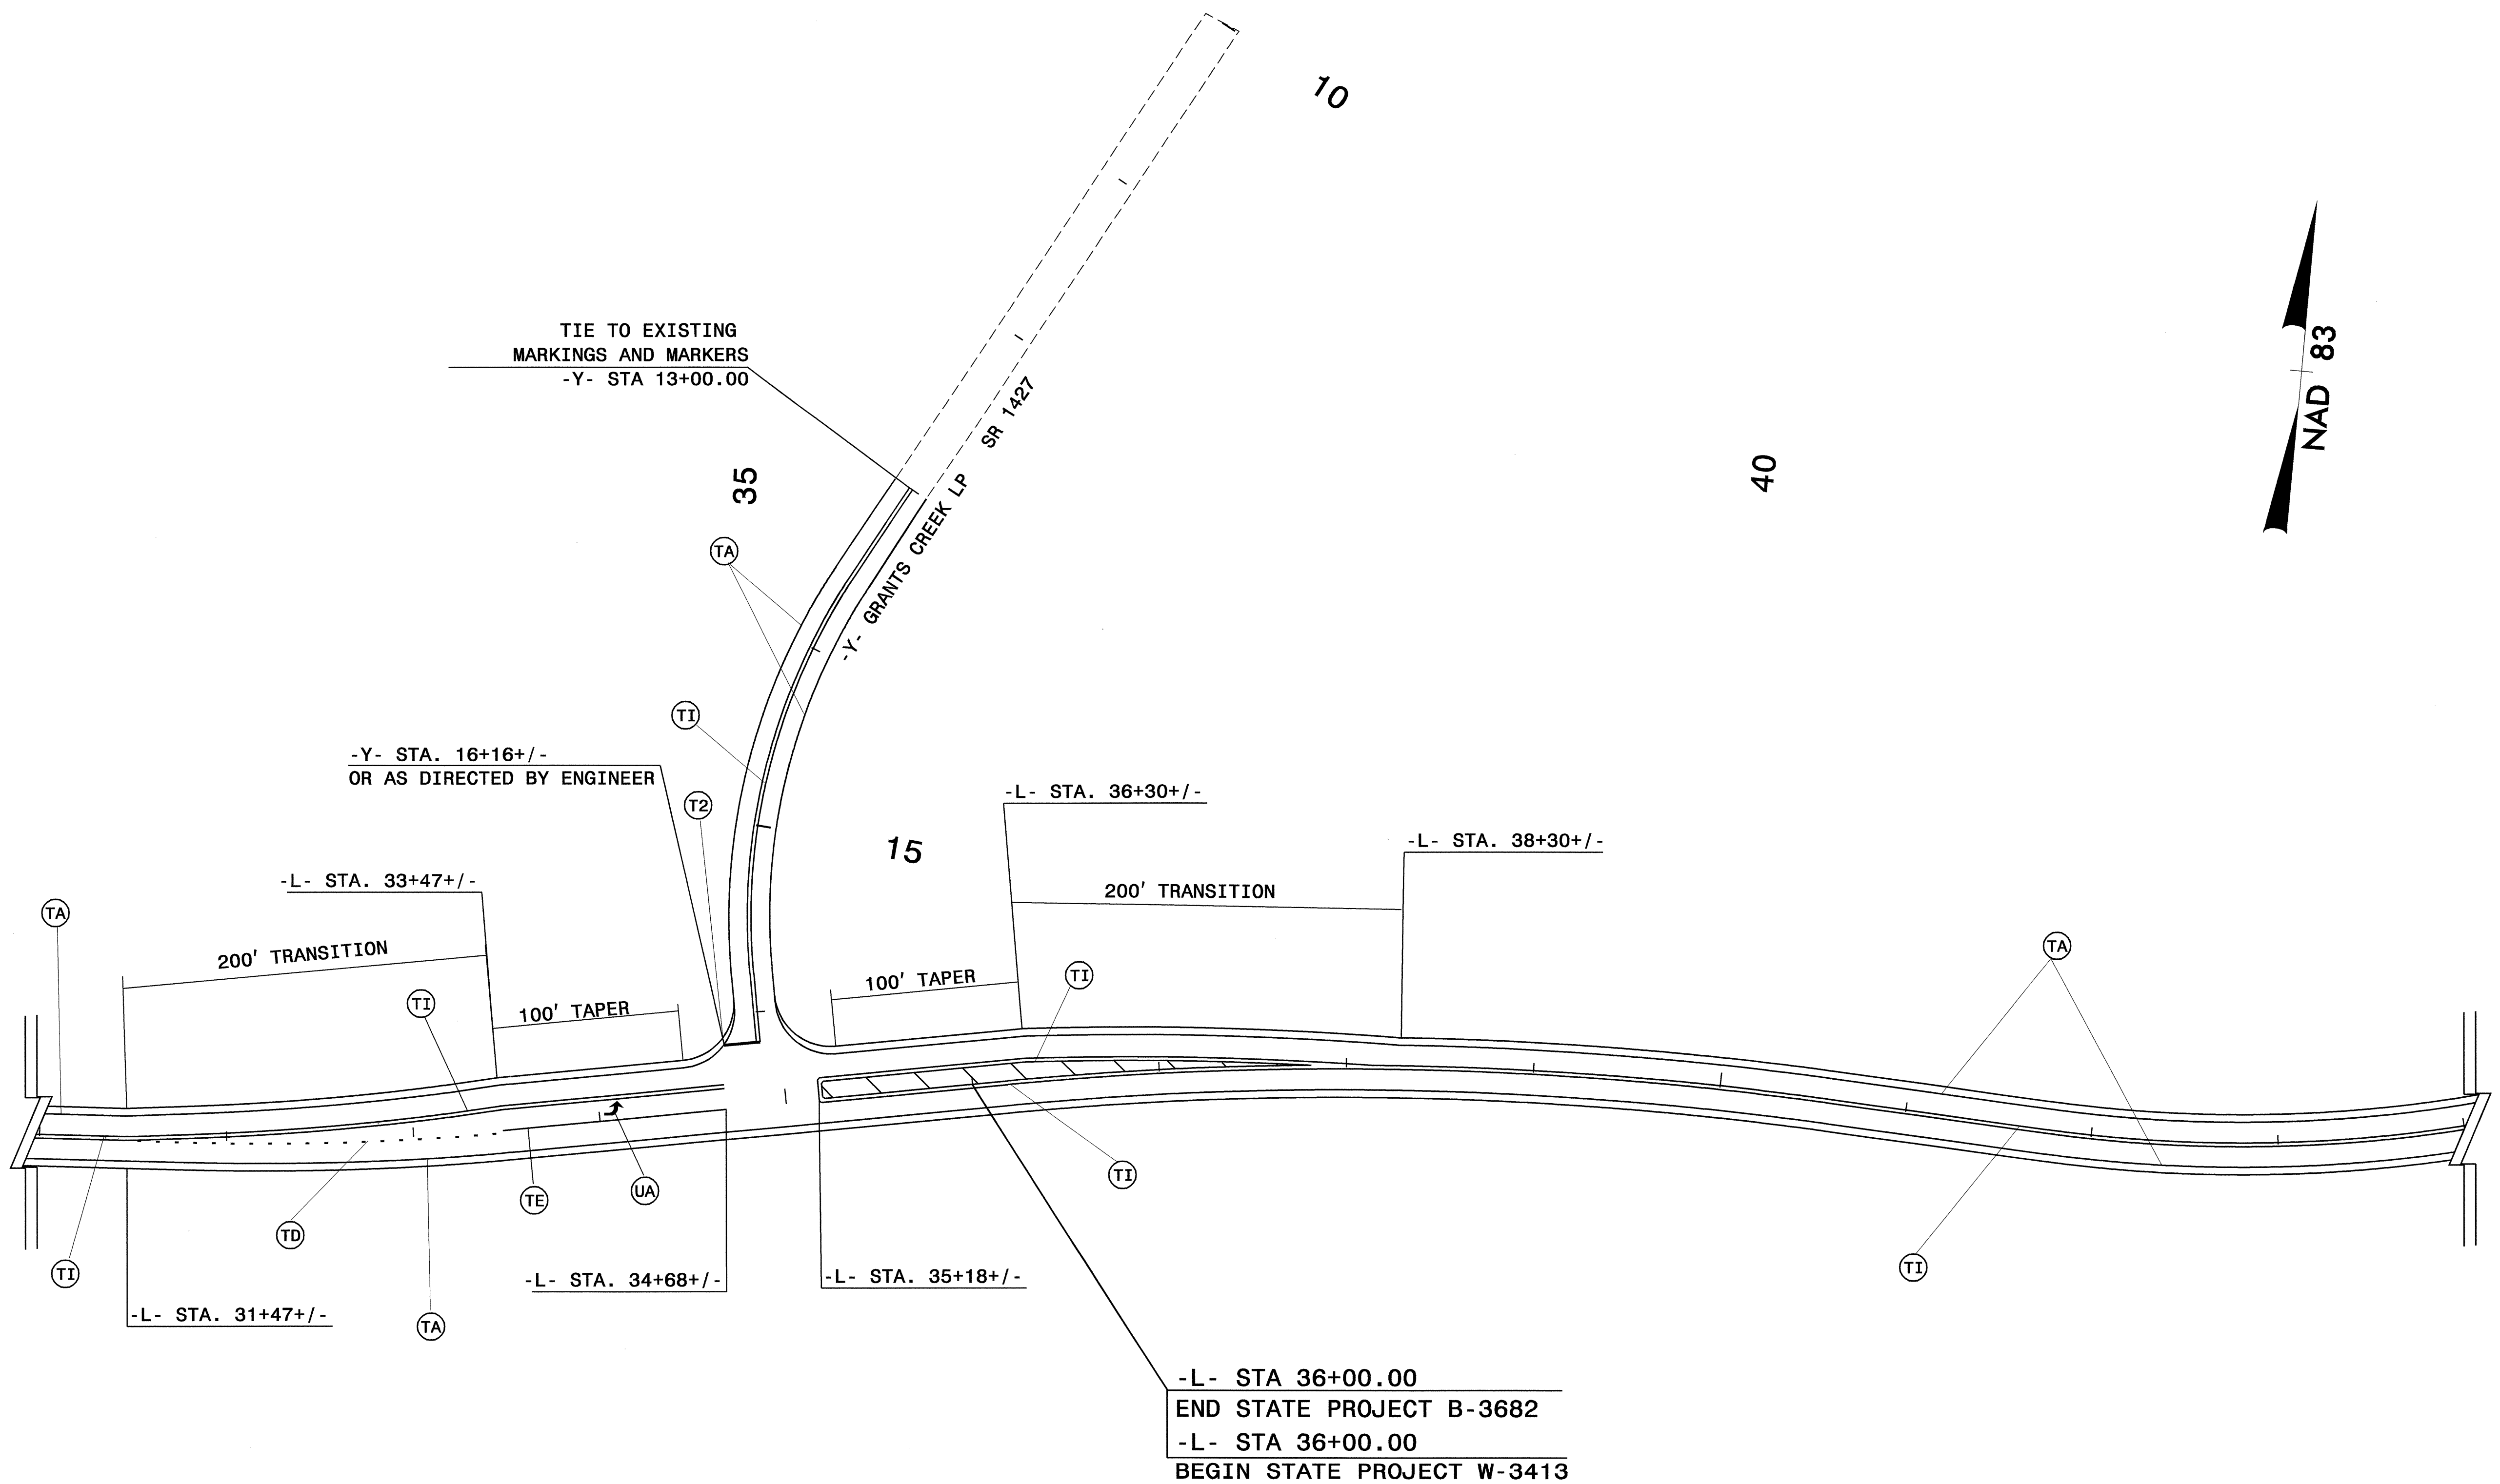 10
NAD 83
TIE TO EXISTING
MARKINGS AND MARKERS
-Y- STA 13+00.00
35
40
-Y- GRANTS CREEK LP SR 1427
TA
TI
-Y- STA. 16+16+/-
OR AS DIRECTED BY ENGINEER
T2
15
-L- STA. 36+30+/-
-L- STA. 38+30+/-
200' TRANSITION
-L- STA. 33+47+/-
TA
200' TRANSITION
TI
100' TAPER
100' TAPER
TI
TA
TI
TD
TE
UA
TI
TI
-L- STA. 31+47+/-
TA
-L- STA. 34+68+/-
-L- STA. 35+18+/-
-L- STA 36+00.00
END STATE PROJECT B-3682
-L- STA 36+00.00
BEGIN STATE PROJECT W-3413